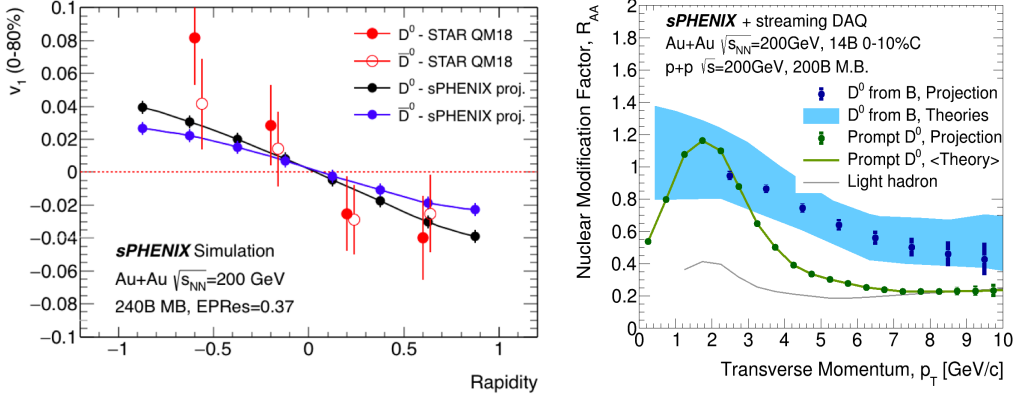 v₁ (0-80%)
0.1
0.08
0.06
0.04
0.02
0
−0.02
−0.04
−0.06
−0.08
−0.1
D⁰ - STAR QM18
D̅⁰ - STAR QM18
D⁰ - sPHENIX proj.
D̅⁰ - sPHENIX proj.
sPHENIX Simulation
Au+Au √sNN=200 GeV
240B MB, EPRes=0.37
−1 −0.5 0 0.5 1
Rapidity
Nuclear Modification Factor, R_AA
2
1.8
1.6
1.4
1.2
1
0.8
0.6
0.4
0.2
0
sPHENIX + streaming DAQ
Au+Au √sNN=200GeV, 14B 0-10%C
p+p √s=200GeV, 200B M.B.
D⁰ from B, Projection
D⁰ from B, Theories
Prompt D⁰, Projection
Prompt D⁰, <Theory>
Light hadron
0 1 2 3 4 5 6 7 8 9 10
Transverse Momentum, p_T [GeV/c]